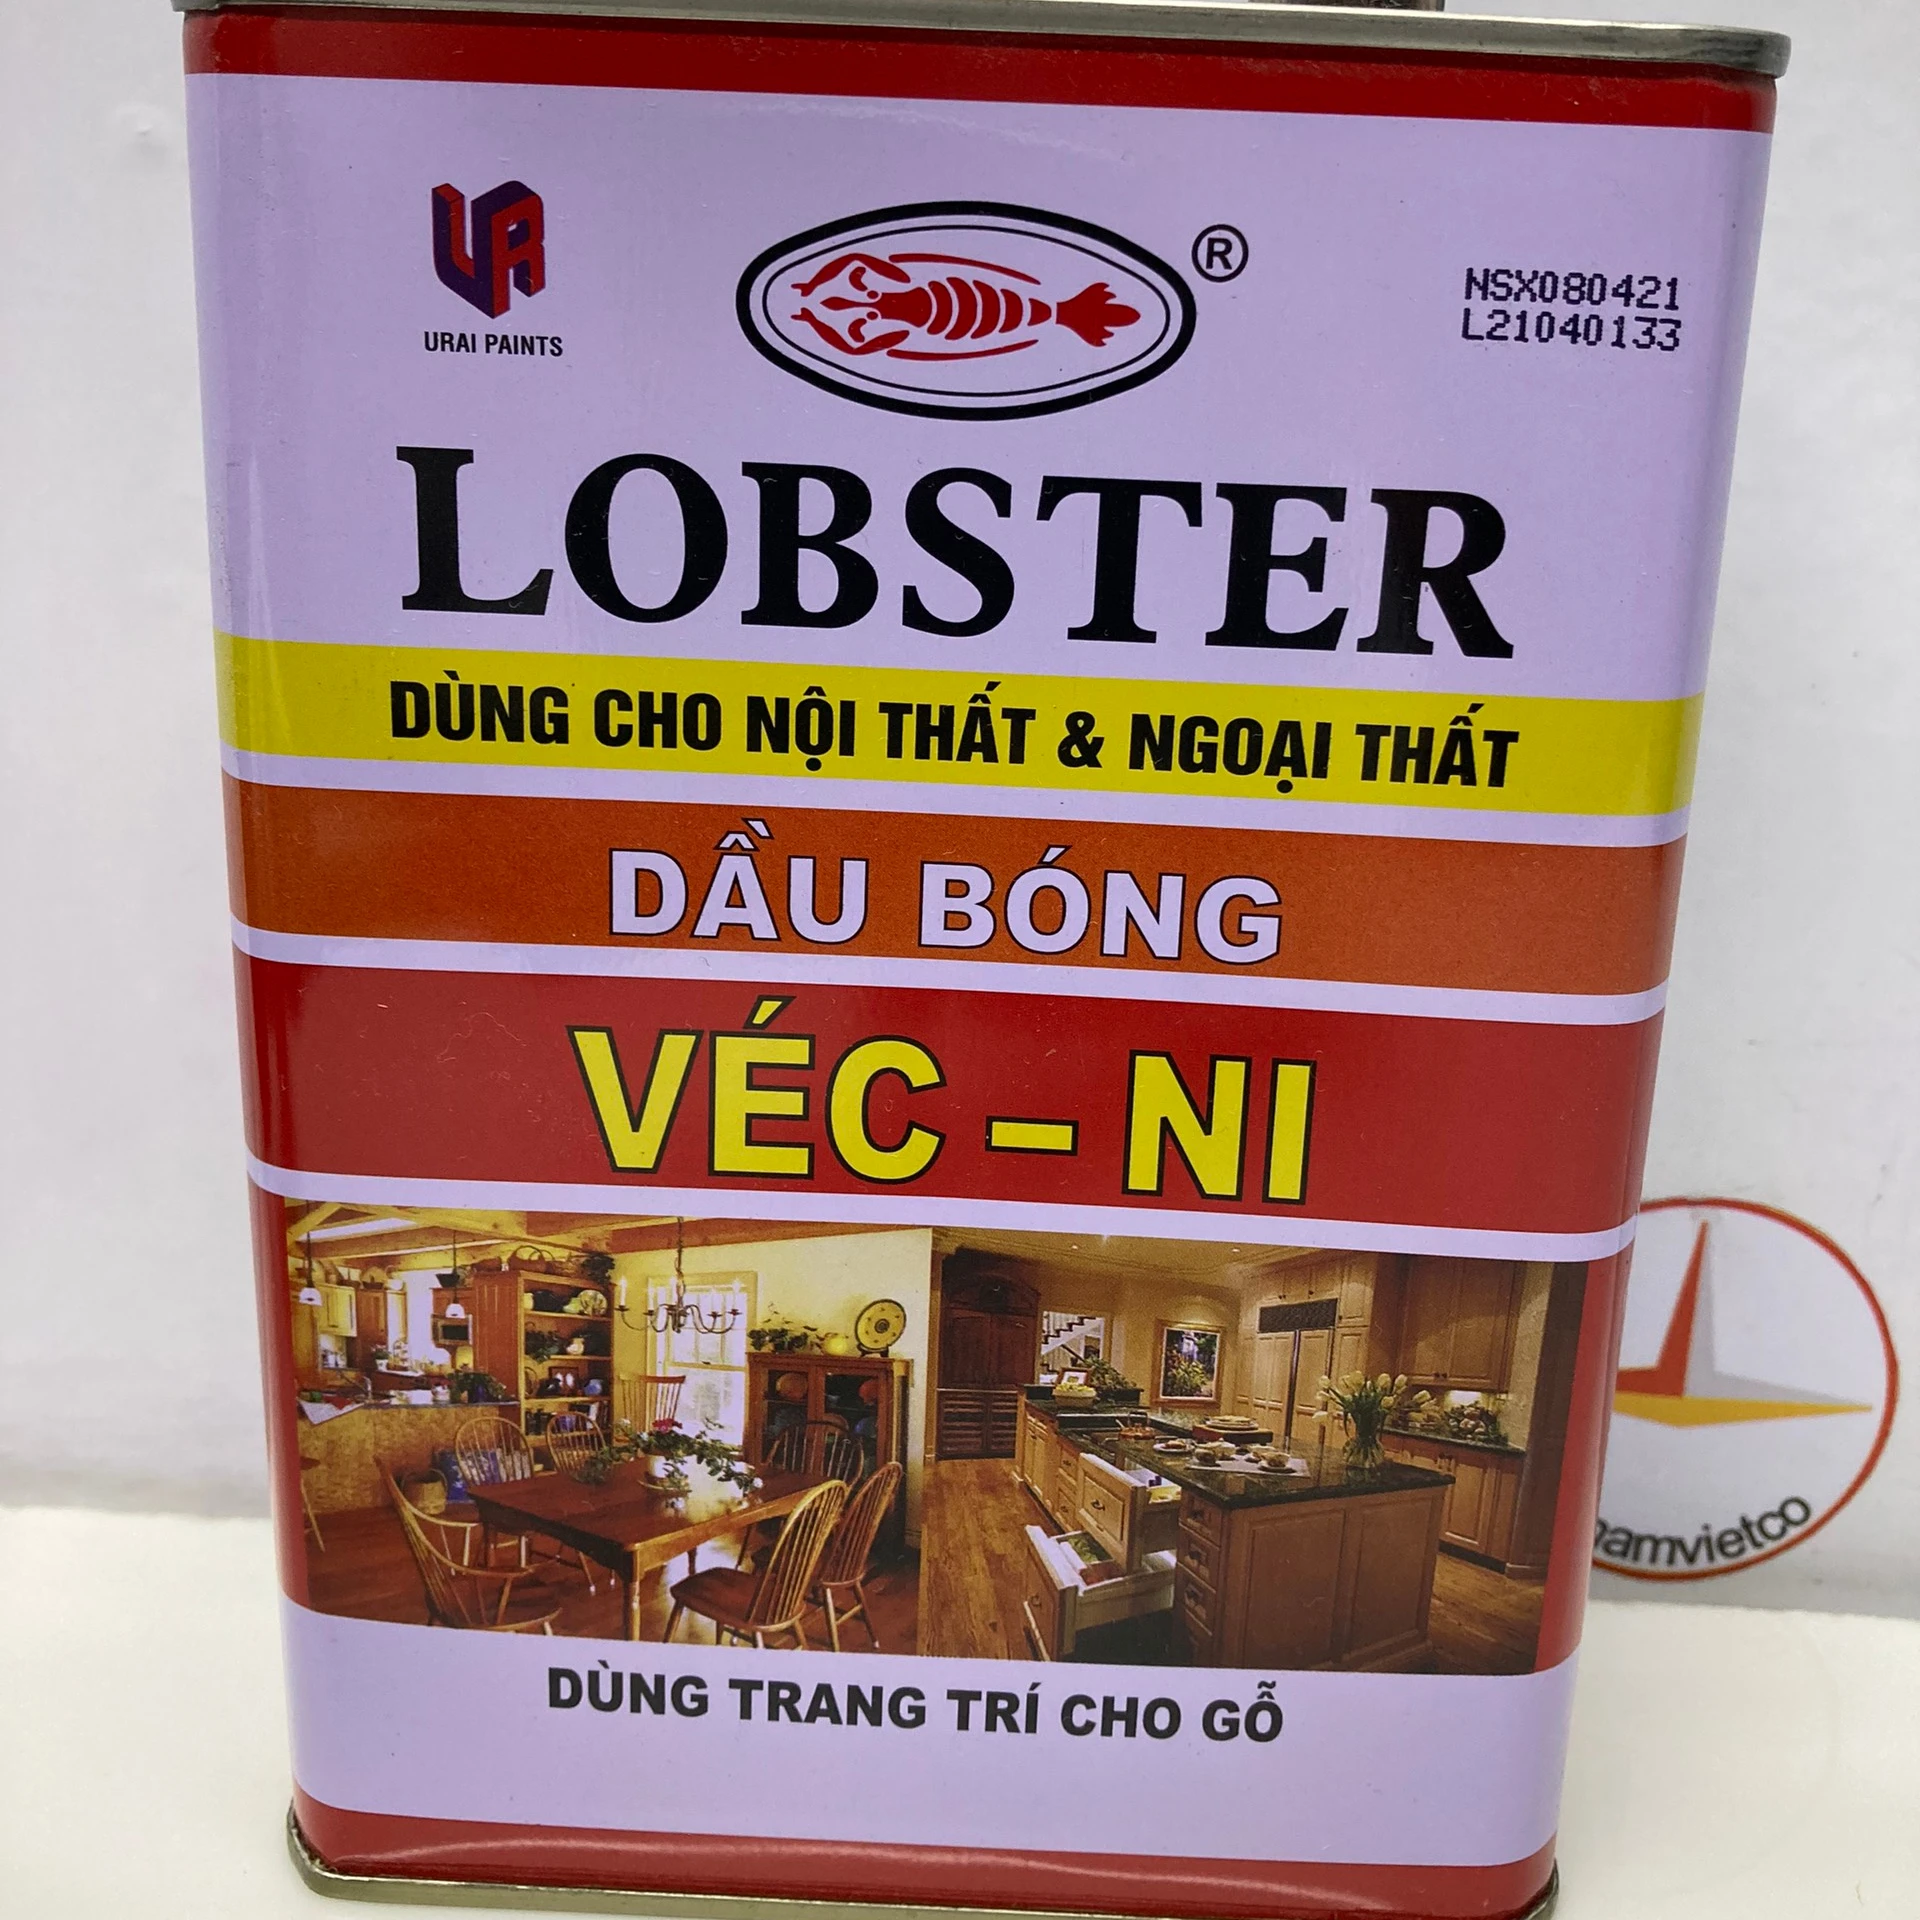 UR
URAI PAINTS
®
NSX080421
L21040133
LOBSTER
DÙNG CHO NỘI THẤT & NGOẠI THẤT
DẦU BÓNG
VÉC – NI
DÙNG TRANG TRÍ CHO GỖ